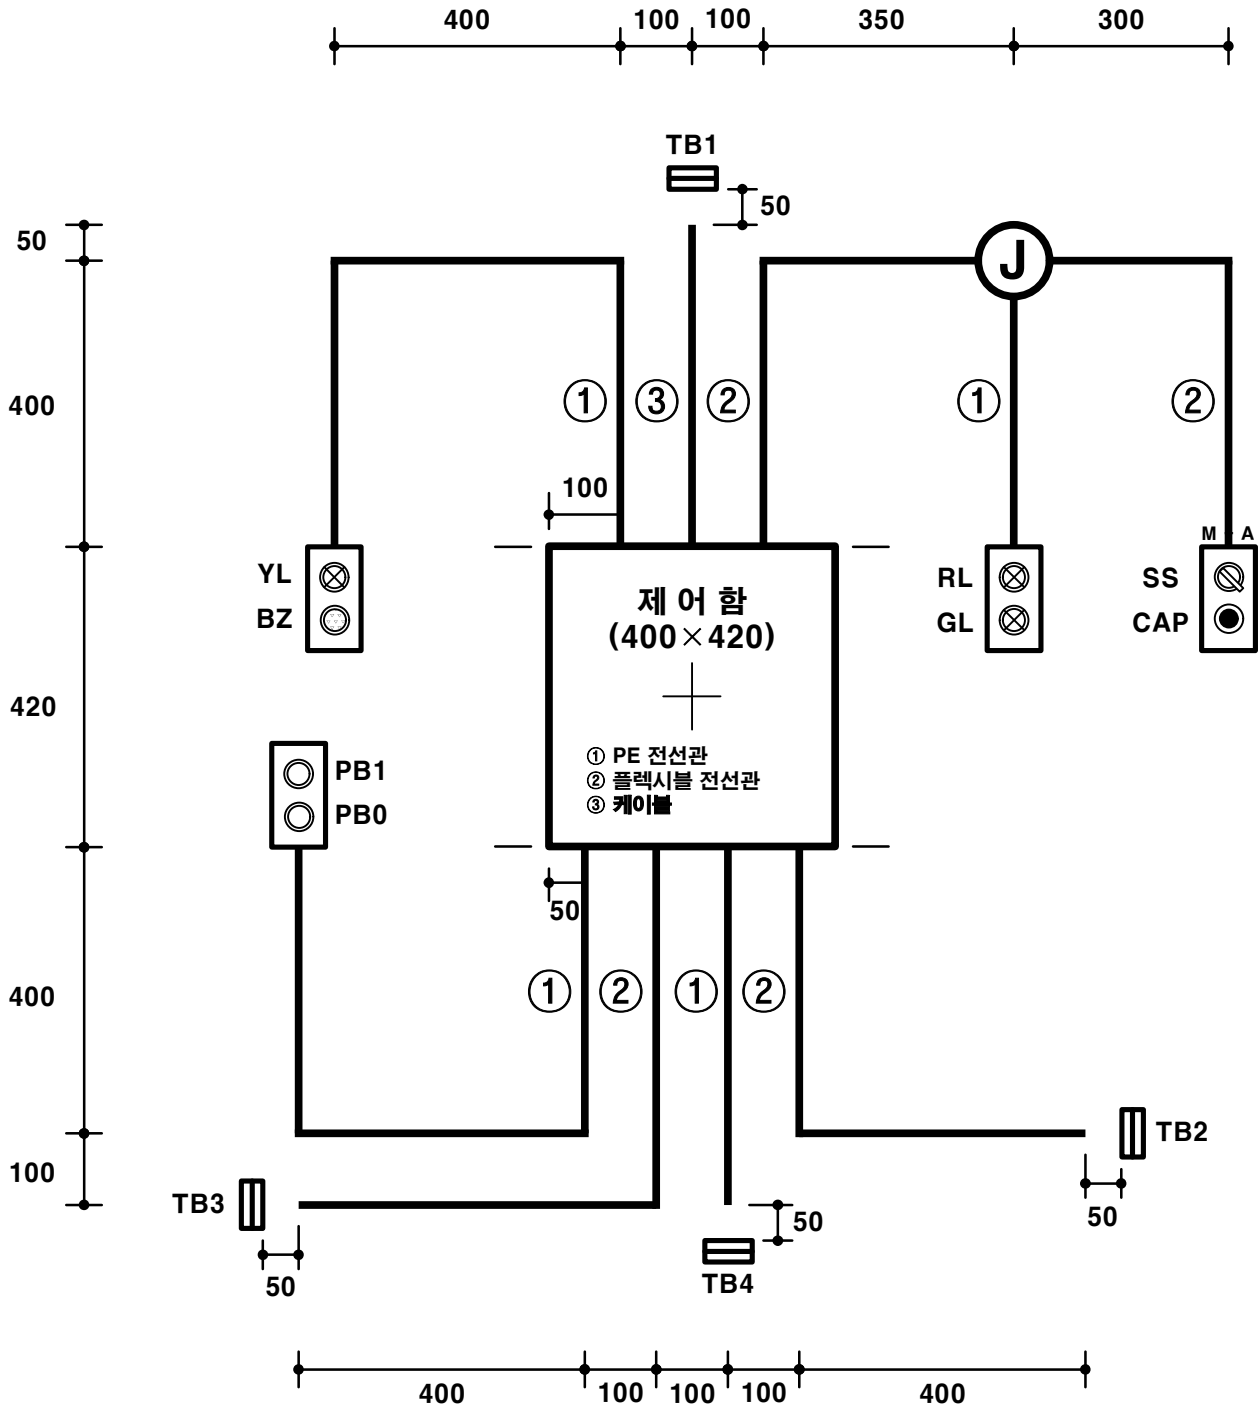 400 100 100 350 300
TB1
50
50
J
400
① ③ ② ① ②
100
M A
YL
BZ
제 어 함
(400×420)
RL
GL
SS
CAP
420
① PE 전선관
② 플렉시블 전선관
③ 케이블
PB1
PB0
50
400
① ② ① ②
100
TB2
TB3
50
50
50
TB4
400 100 100 100 400